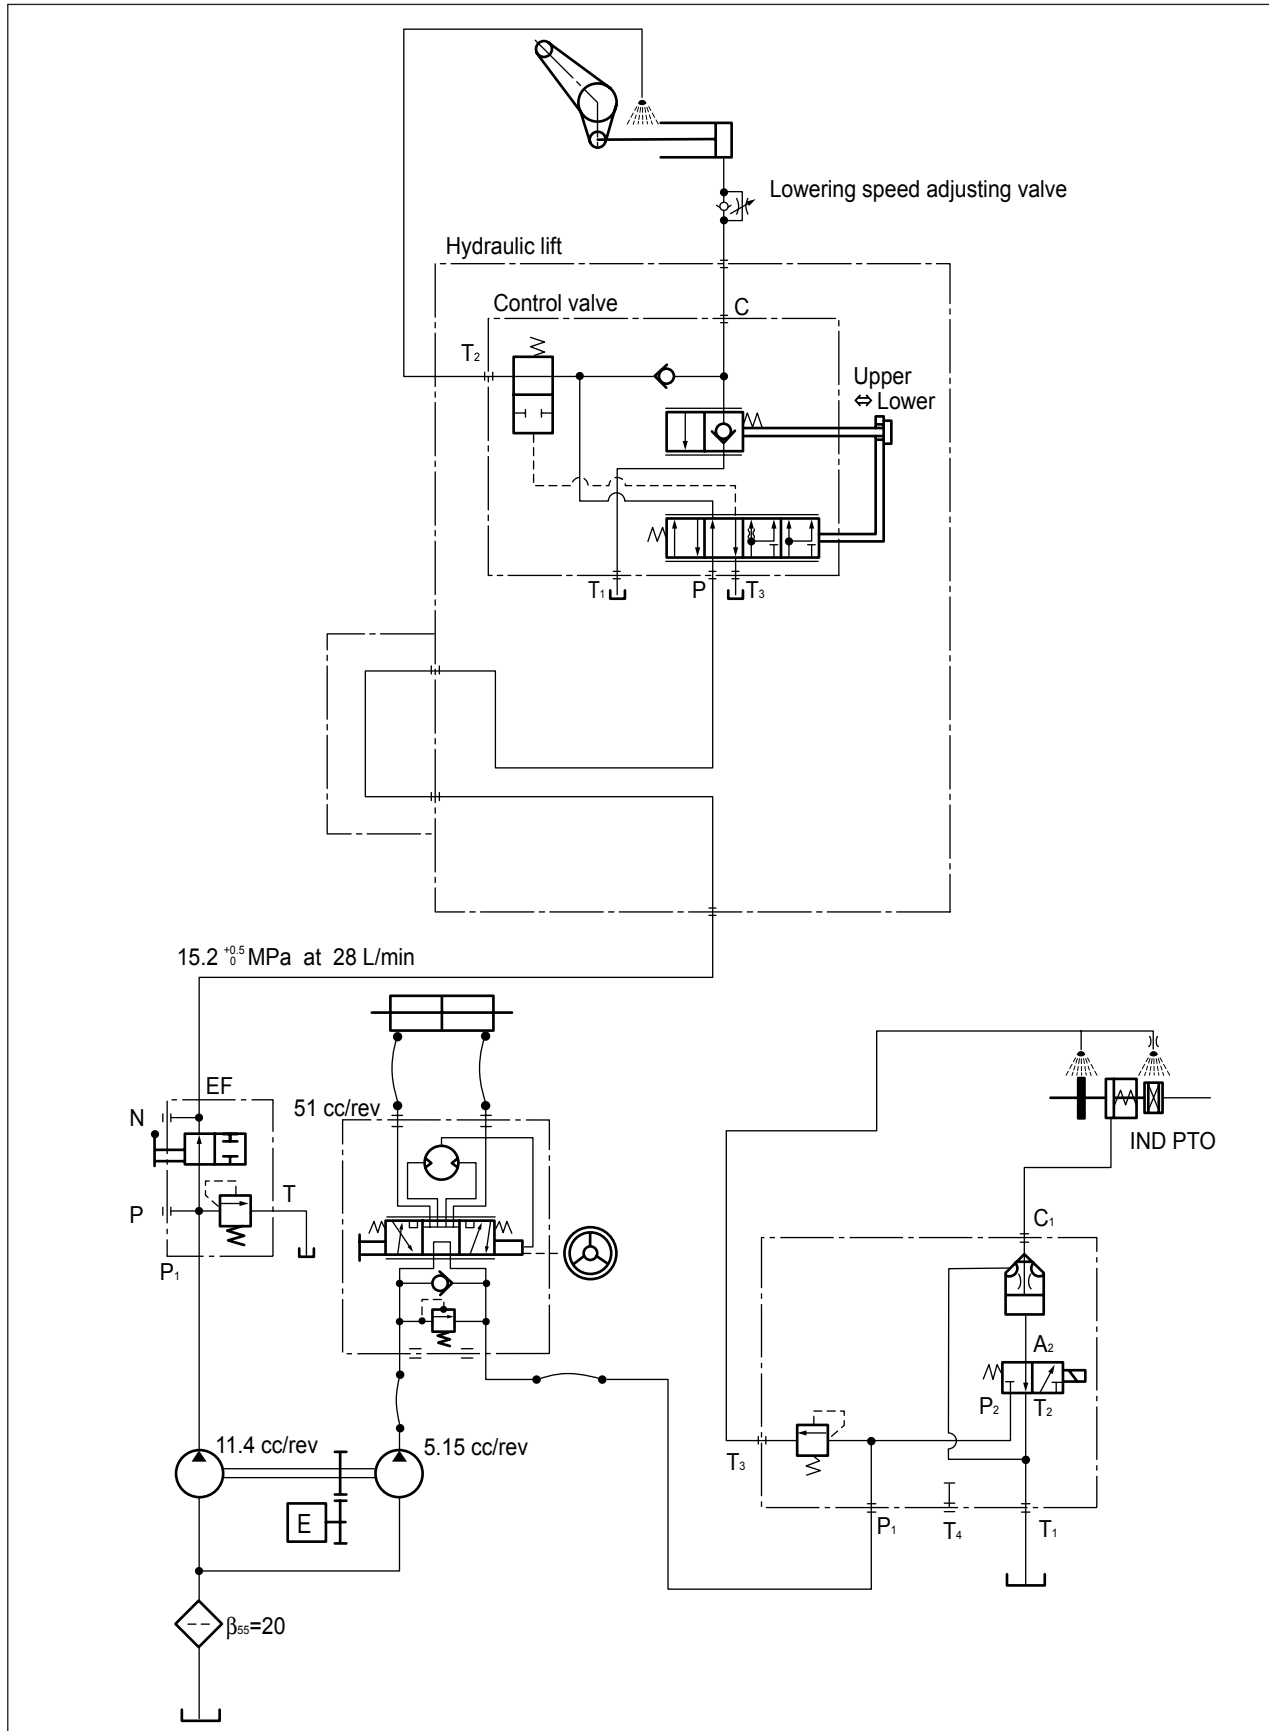 Lowering speed adjusting valve
Hydraulic lift
Control valve
C
T₂
Upper
⇔ Lower
T₁
P
T₃
15.2 +0.5 0 MPa at 28 L/min
EF
N
51 cc/rev
IND PTO
P
T
C₁
P₁
A₂
P₂
T₂
11.4 cc/rev
5.15 cc/rev
T₃
E
P₁
T₄
T₁
β₅₅=20